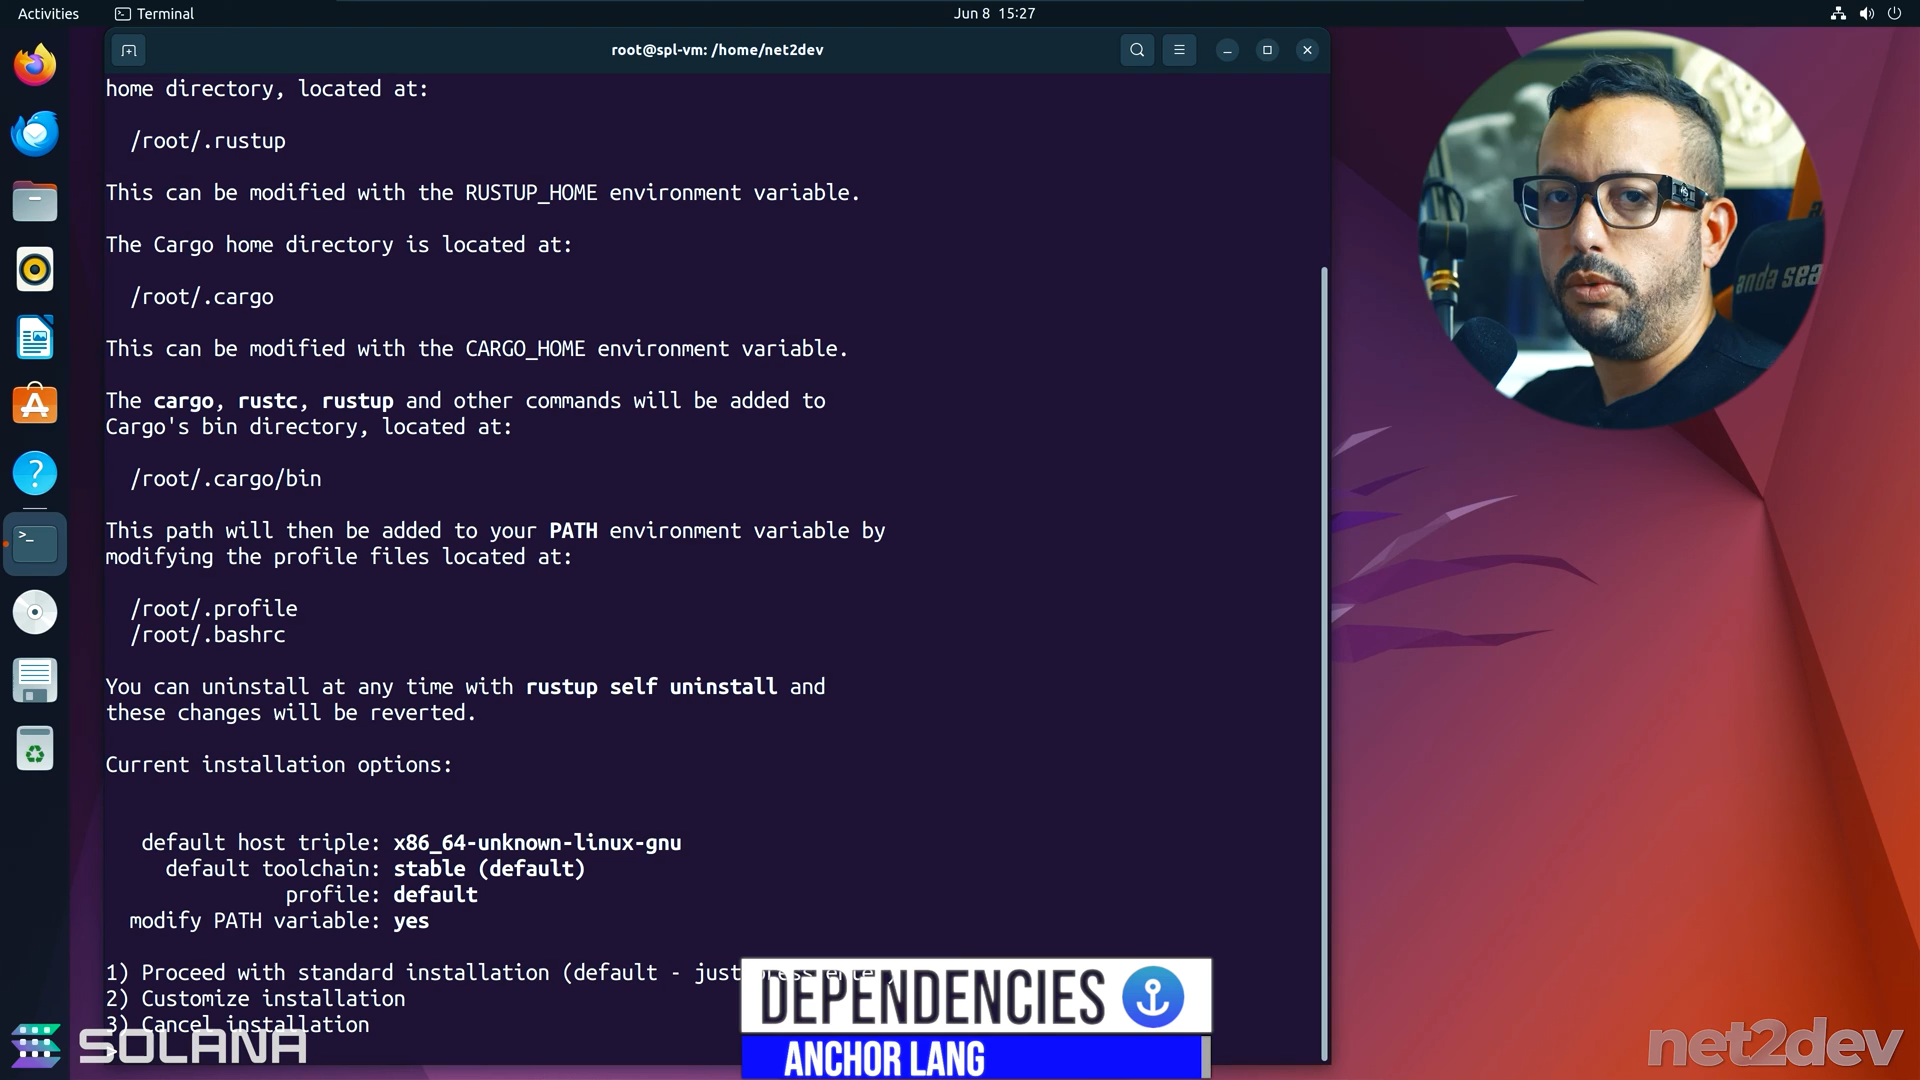 Activities
Terminal
Jun 8 15:27
root@spl-vm: /home/net2dev
home directory, located at:
/root/.rustup
This can be modified with the RUSTUP_HOME environment variable.
The Cargo home directory is located at:
/root/.cargo
This can be modified with the CARGO_HOME environment variable.
The cargo, rustc, rustup and other commands will be added to
Cargo's bin directory, located at:
/root/.cargo/bin
This path will then be added to your PATH environment variable by
modifying the profile files located at:
/root/.profile
/root/.bashrc
You can uninstall at any time with rustup self uninstall and
these changes will be reverted.
Current installation options:
default host triple: x86_64-unknown-linux-gnu
default toolchain: stable (default)
profile: default
modify PATH variable: yes
1) Proceed with standard installation (default - just press enter)
2) Customize installation
3) Cancel installation
>
anda sea
SOLANA
DEPENDENCIES
ANCHOR LANG
net2dev